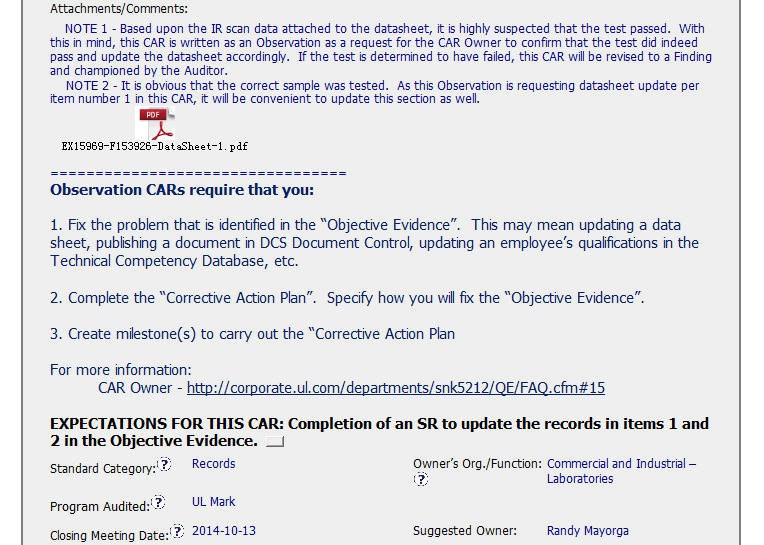 Attachments/Comments:
NOTE 1 - Based upon the IR scan data attached to the datasheet, it is highly suspected that the test passed.  With
this in mind, this CAR is written as an Observation as a request for the CAR Owner to confirm that the test did indeed
pass and update the datasheet accordingly.  If the test is determined to have failed, this CAR will be revised to a Finding
and championed by the Auditor.
NOTE 2 - It is obvious that the correct sample was tested.  As this Observation is requesting datasheet update per
item number 1 in this CAR, it will be convenient to update this section as well.
PDF
EX15969-F153926-DataSheet-1.pdf
=================================
Observation CARs require that you:
1. Fix the problem that is identified in the “Objective Evidence”.  This may mean updating a data
sheet, publishing a document in DCS Document Control, updating an employee’s qualifications in the
Technical Competency Database, etc.
2. Complete the “Corrective Action Plan”.  Specify how you will fix the “Objective Evidence”.
3. Create milestone(s) to carry out the “Corrective Action Plan
For more information:
CAR Owner - http://corporate.ul.com/departments/snk5212/QE/FAQ.cfm#15
EXPECTATIONS FOR THIS CAR: Completion of an SR to update the records in items 1 and
2 in the Objective Evidence.
Standard Category: ? Records Owner’s Org./Function: ? Commercial and Industrial –
Laboratories
Program Audited: ? UL Mark
Closing Meeting Date: ? 2014-10-13 Suggested Owner: Randy Mayorga